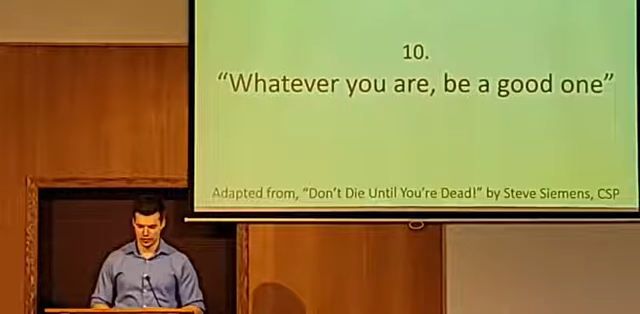 10.
“Whatever you are, be a good one”
Adapted from, “Don’t Die Until You’re Dead!” by Steve Siemens, CSP